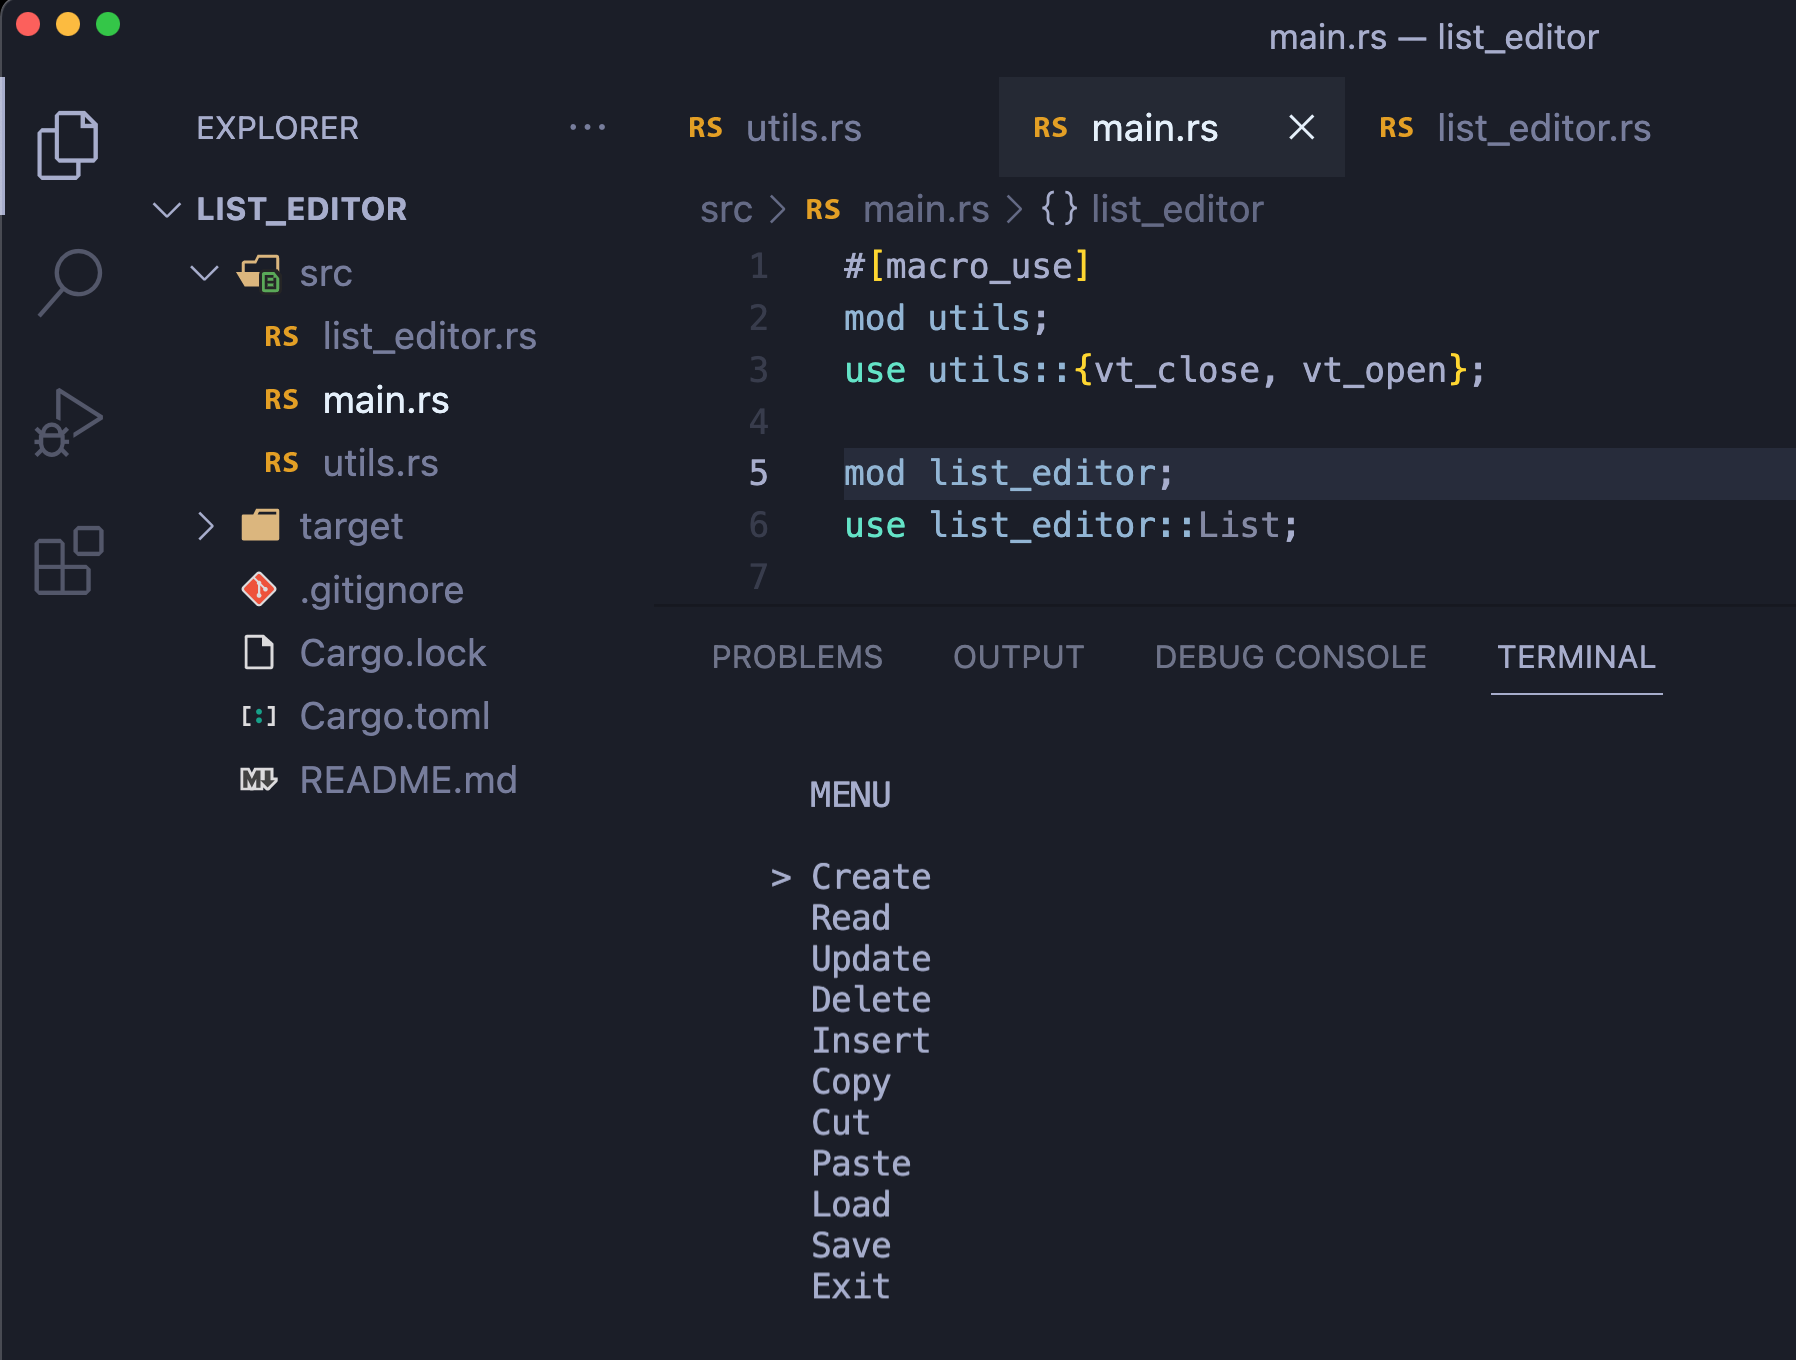 main.rs — list_editor
EXPLORER ···
LIST_EDITOR
src
RS list_editor.rs
RS main.rs
RS utils.rs
target
.gitignore
Cargo.lock
[:] Cargo.toml
M README.md
RS utils.rs
RS main.rs
RS list_editor.rs
src > RS main.rs > {} list_editor
1 #[macro_use]
2 mod utils;
3 use utils::{vt_close, vt_open};
4
5 mod list_editor;
6 use list_editor::List;
7
PROBLEMS OUTPUT DEBUG CONSOLE TERMINAL
MENU
> Create
Read
Update
Delete
Insert
Copy
Cut
Paste
Load
Save
Exit